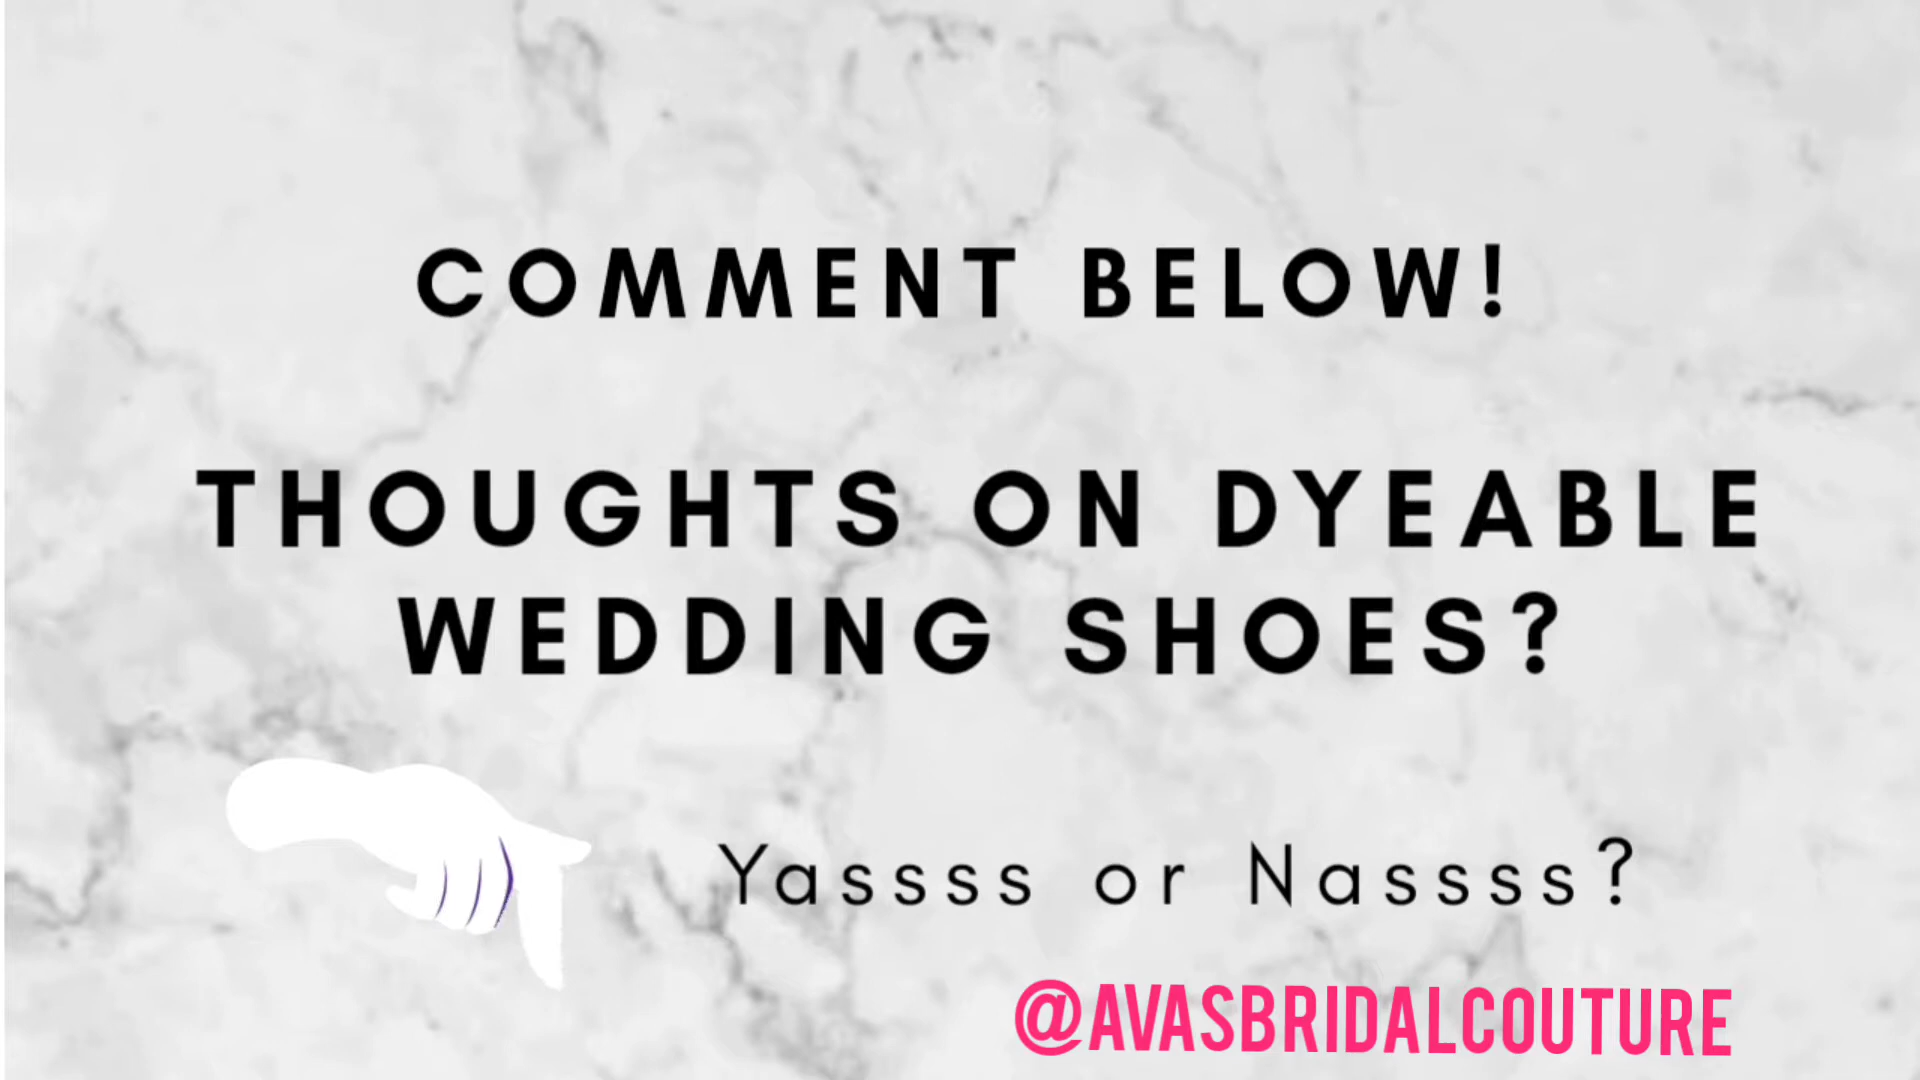 COMMENT BELOW!
THOUGHTS ON DYEABLE
WEDDING SHOES?
Yassss or Nassss?
@AVASBRIDALCOUTURE